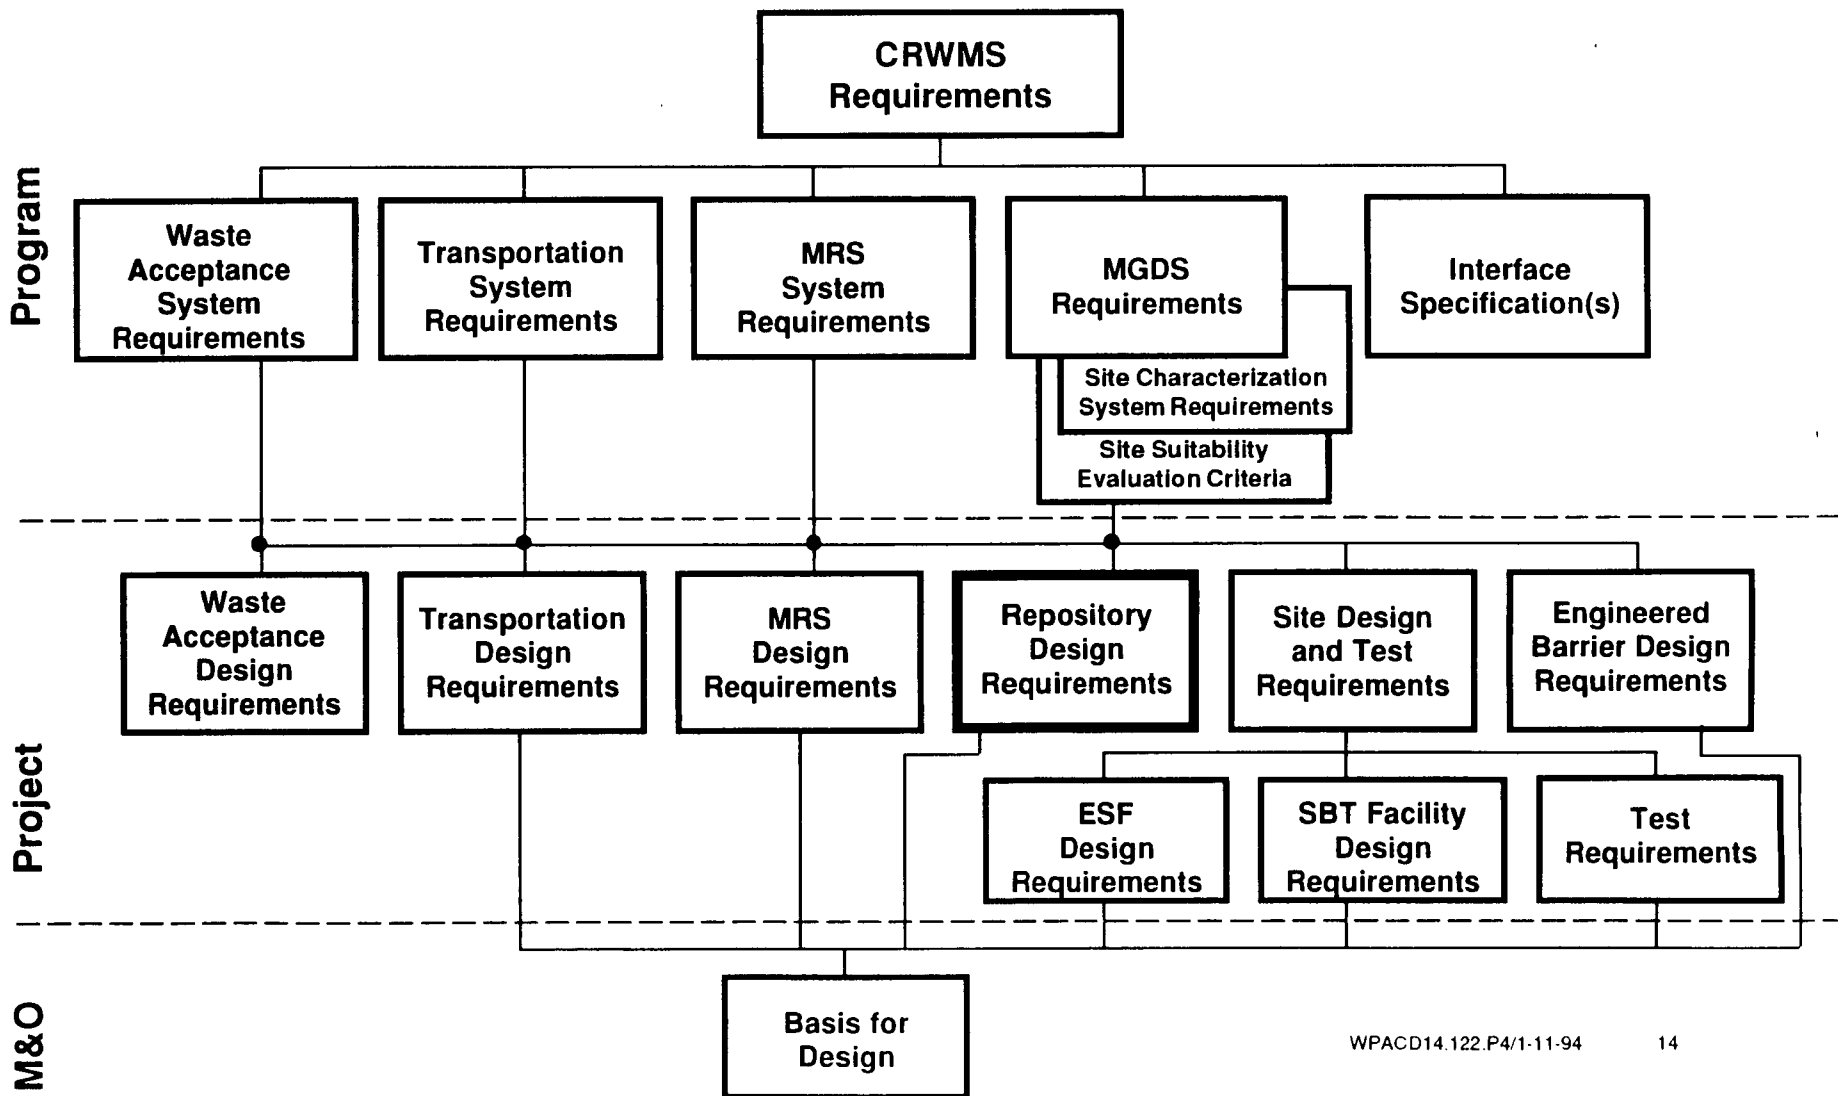 CRWMS
Requirements
Program
Waste
Acceptance
System
Requirements
Transportation
System
Requirements
MRS
System
Requirements
MGDS
Requirements
Interface
Specification(s)
Site Characterization
System Requirements
Site Suitability
Evaluation Criteria
Project
Waste
Acceptance
Design
Requirements
Transportation
Design
Requirements
MRS
Design
Requirements
Repository
Design
Requirements
Site Design
and Test
Requirements
Engineered
Barrier Design
Requirements
ESF
Design
Requirements
SBT Facility
Design
Requirements
Test
Requirements
M&O
Basis for
Design
WPACD14.122.P4/1-11-94 14